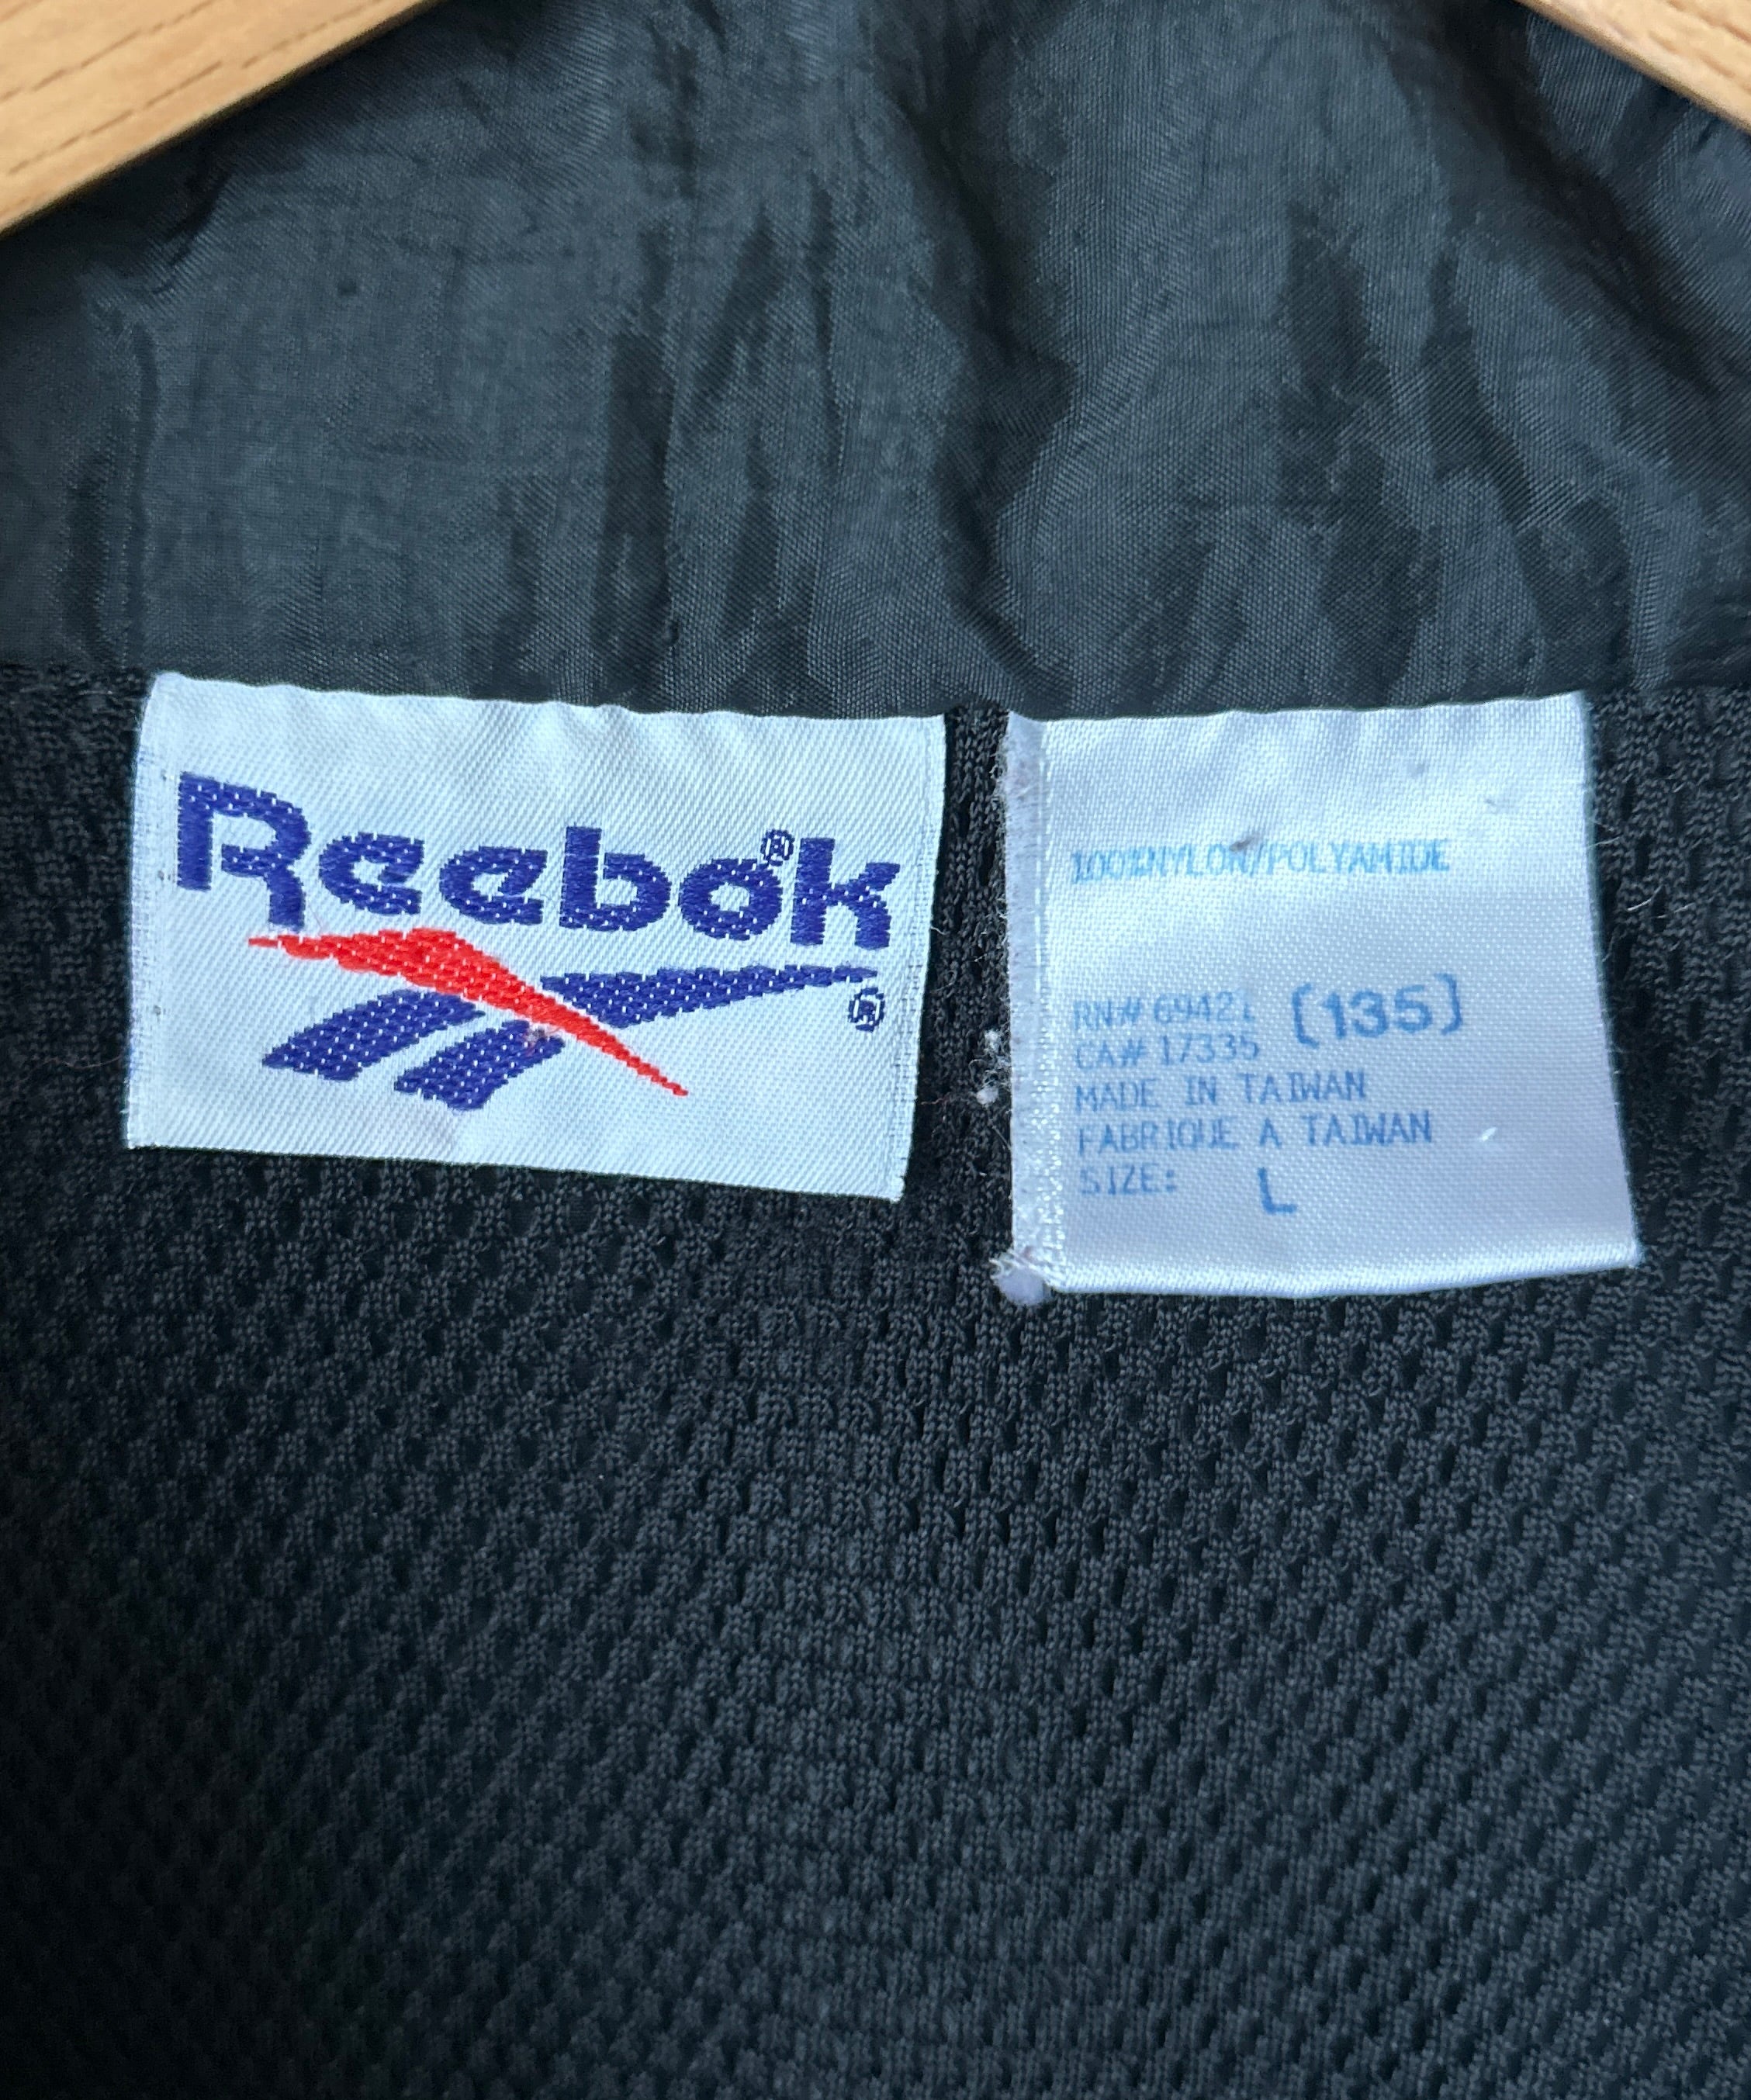 Reebok®
®
100%NYLON/POLYAMIDE
RN# 69421 [135]
CA# 17335
MADE IN TAIWAN
FABRIQUE A TAIWAN
SIZE: L